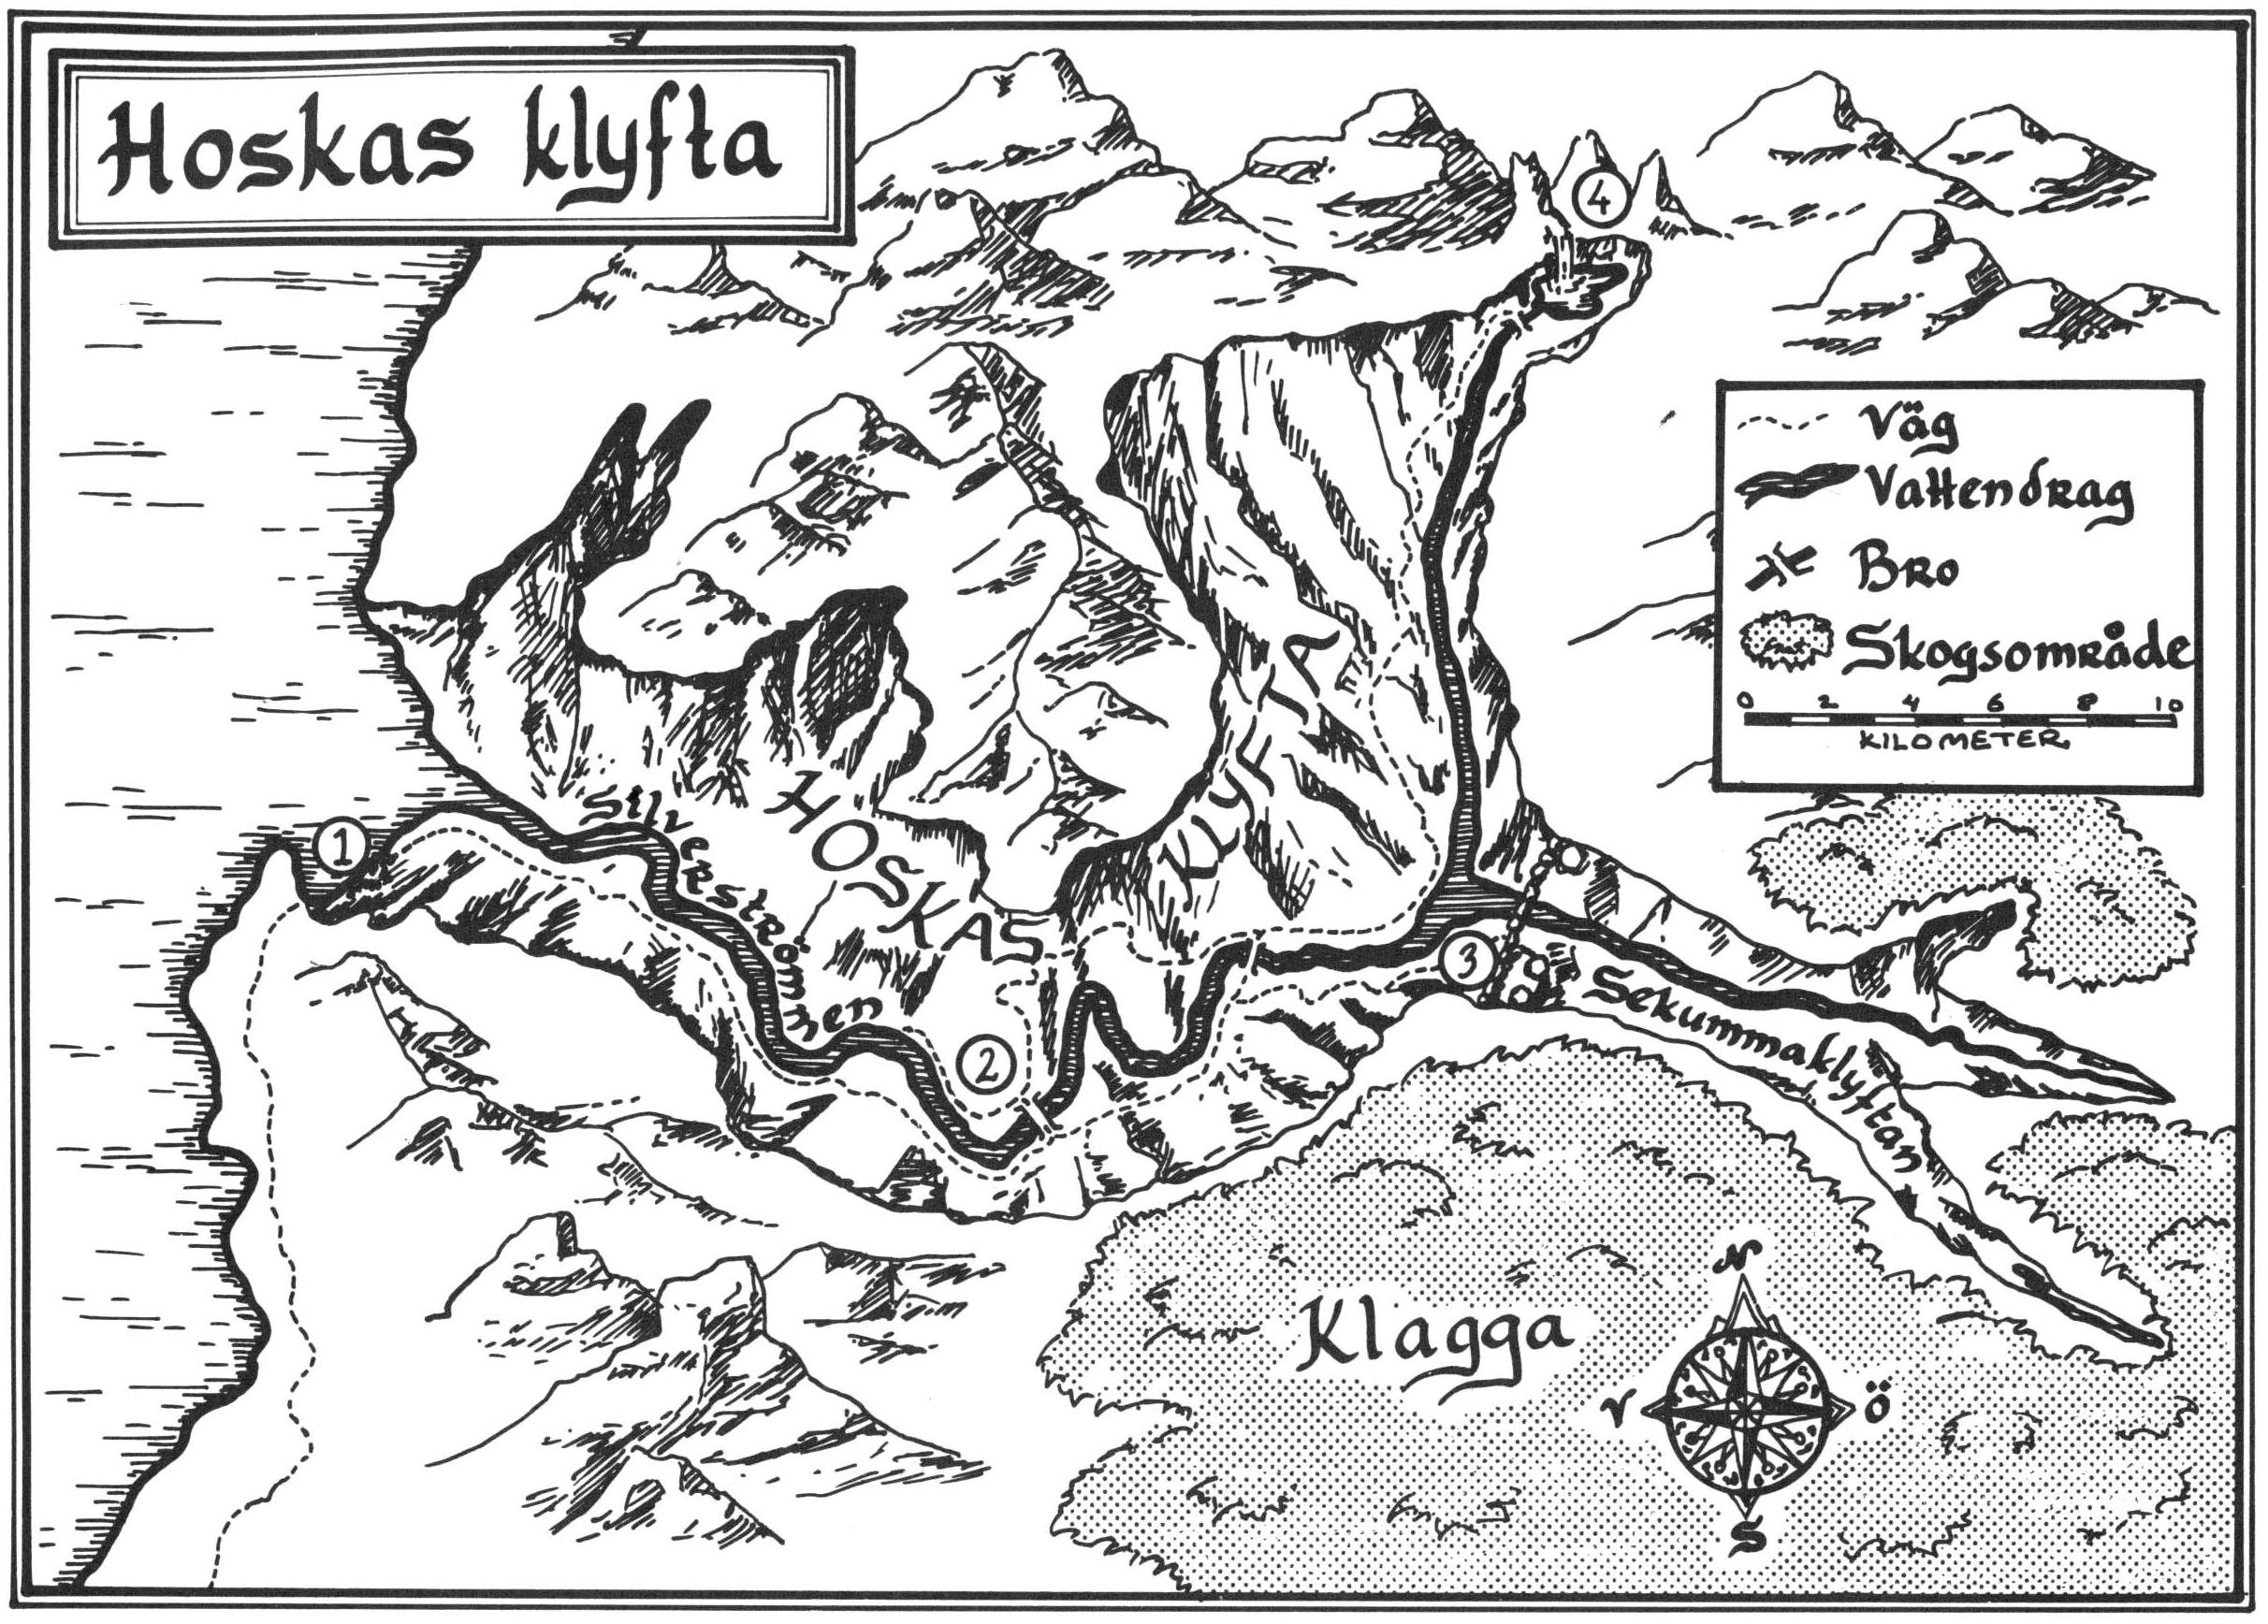 Hoskas klyfta
4
Väg
Vattendrag
Bro
Skogsområde
0 2 4 6 8 10
KILOMETER
HOSKAS
KLYFTA
Silverströmmen
1
2
3
Sekummaklyftan
Klagga
N
V
Ö
S